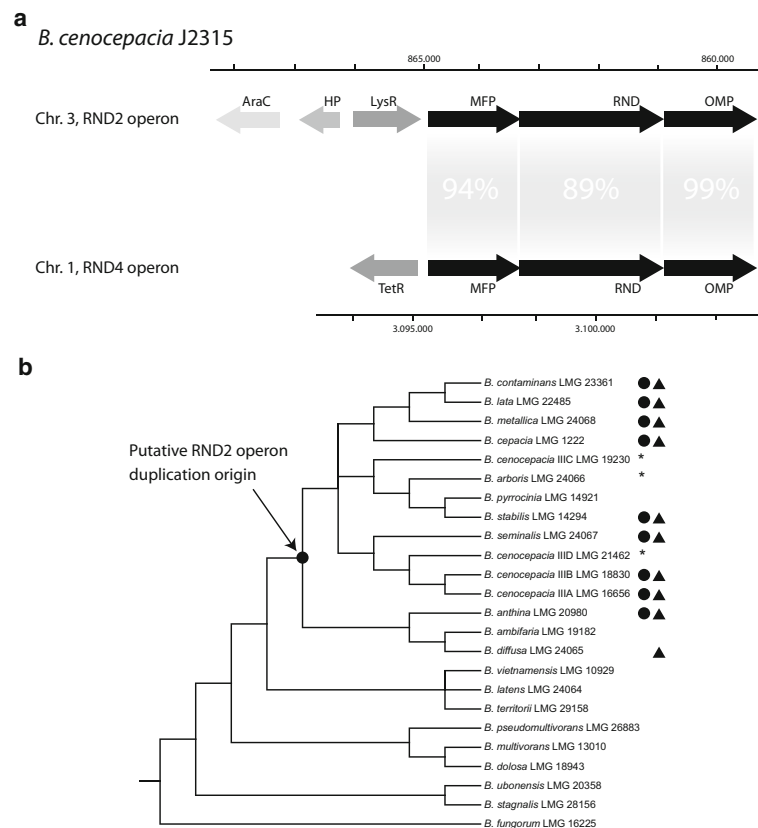 a
B. cenocepacia J2315
865.000 860.000
AraC HP LysR MFP RND OMP
Chr. 3, RND2 operon
94% 89% 99%
Chr. 1, RND4 operon
TetR MFP RND OMP
3.095.000 3.100.000
b
Putative RND2 operon
duplication origin
B. contaminans LMG 23361
B. lata LMG 22485
B. metallica LMG 24068
B. cepacia LMG 1222
B. cenocepacia IIIC LMG 19230 *
B. arboris LMG 24066 *
B. pyrrocinia LMG 14921
B. stabilis LMG 14294
B. seminalis LMG 24067
B. cenocepacia IIID LMG 21462 *
B. cenocepacia IIIB LMG 18830
B. cenocepacia IIIA LMG 16656
B. anthina LMG 20980
B. ambifaria LMG 19182
B. diffusa LMG 24065
B. vietnamensis LMG 10929
B. latens LMG 24064
B. territorii LMG 29158
B. pseudomultivorans LMG 26883
B. multivorans LMG 13010
B. dolosa LMG 18943
B. ubonensis LMG 20358
B. stagnalis LMG 28156
B. fungorum LMG 16225